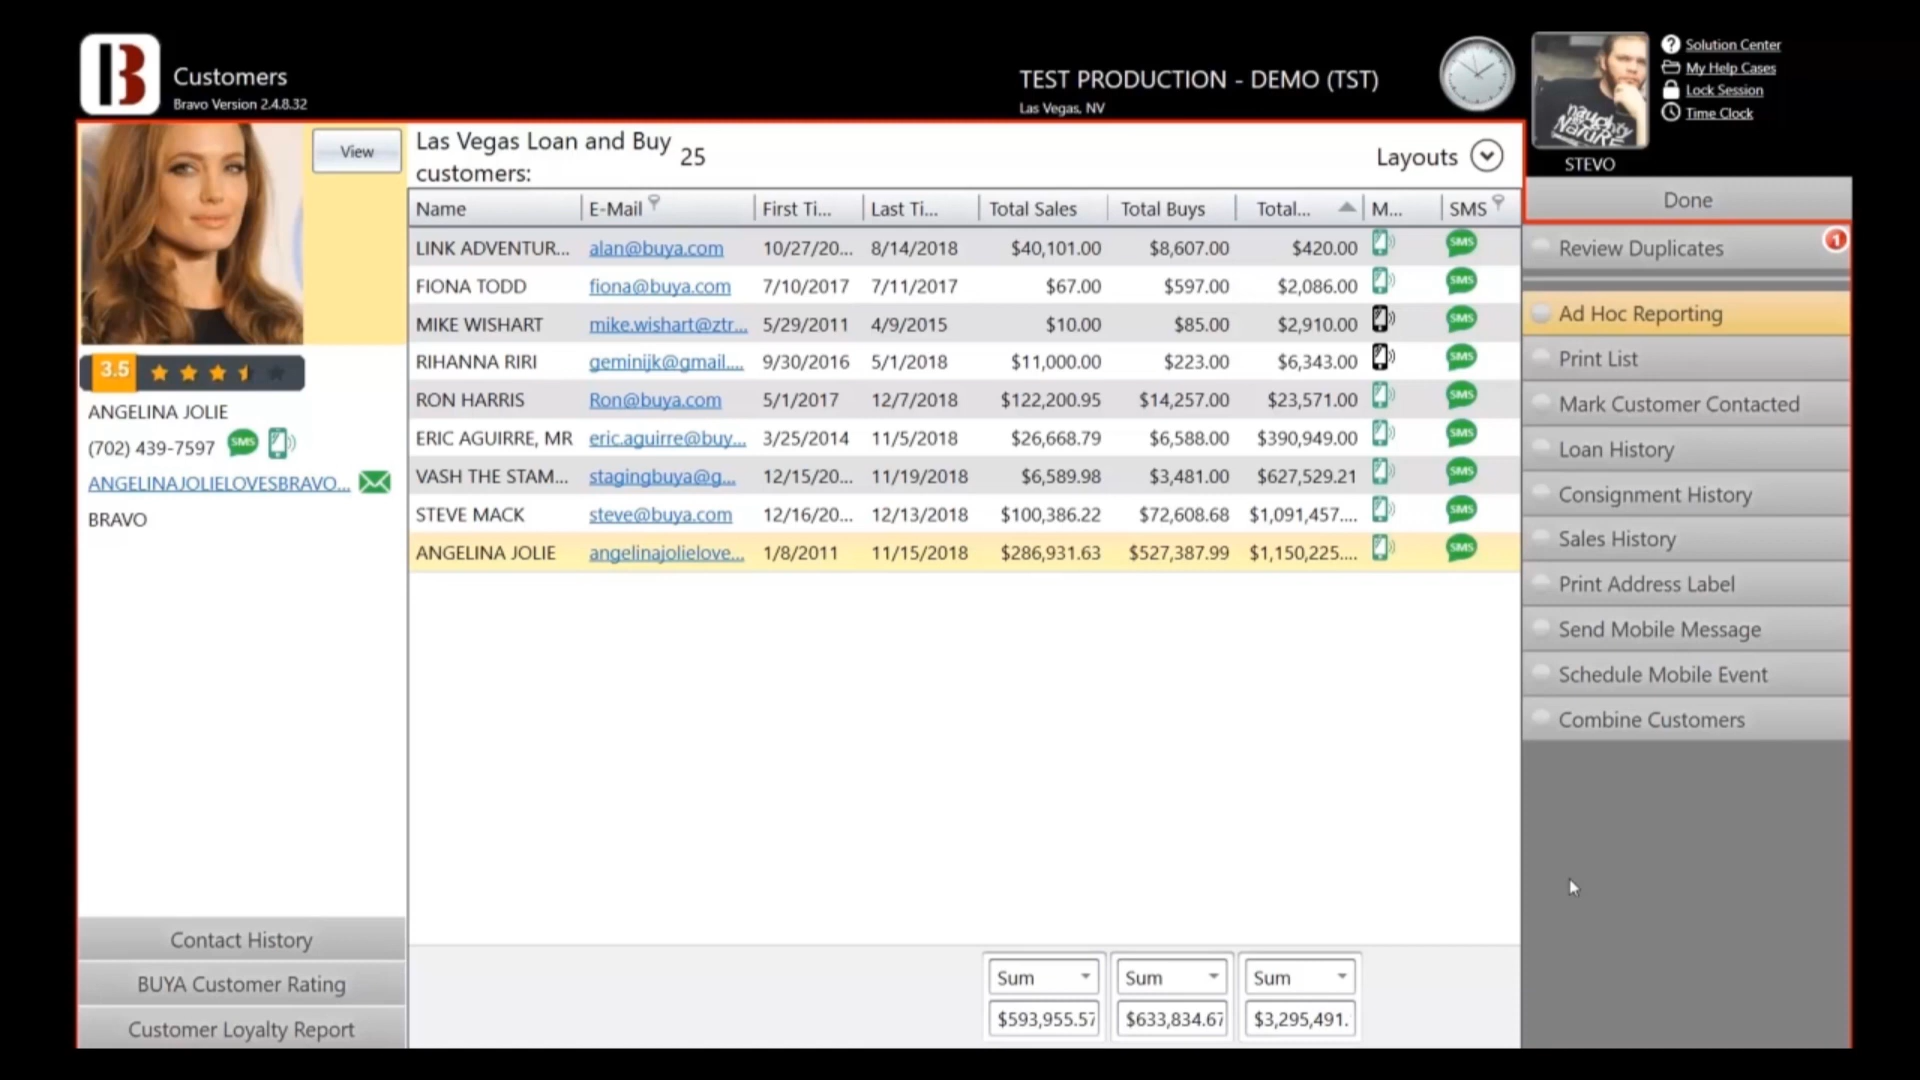 B
Customers
Bravo Version 2.4.8.32
TEST PRODUCTION - DEMO (TST)
Las Vegas, NV
naughty
NATURE
STEVO
Solution Center
My Help Cases
Lock Session
Time Clock
View
3.5
ANGELINA JOLIE
(702) 439-7597 SMS
ANGELINAJOLIELOVESBRAVO...
BRAVO
Contact History
BUYA Customer Rating
Customer Loyalty Report
Las Vegas Loan and Buy
customers:
25
Layouts
Name E-Mail First Ti... Last Ti... Total Sales Total Buys Total... M... SMS
LINK ADVENTUR... alan@buya.com 10/27/20... 8/14/2018 $40,101.00 $8,607.00 $420.00 SMS
FIONA TODD fiona@buya.com 7/10/2017 7/11/2017 $67.00 $597.00 $2,086.00 SMS
MIKE WISHART mike.wishart@ztr... 5/29/2011 4/9/2015 $10.00 $85.00 $2,910.00 SMS
RIHANNA RIRI geminijk@gmail.... 9/30/2016 5/1/2018 $11,000.00 $223.00 $6,343.00 SMS
RON HARRIS Ron@buya.com 5/1/2017 12/7/2018 $122,200.95 $14,257.00 $23,571.00 SMS
ERIC AGUIRRE, MR eric.aguirre@buy... 3/25/2014 11/5/2018 $26,668.79 $6,588.00 $390,949.00 SMS
VASH THE STAM... stagingbuya@g... 12/15/20... 11/19/2018 $6,589.98 $3,481.00 $627,529.21 SMS
STEVE MACK steve@buya.com 12/16/20... 12/13/2018 $100,386.22 $72,608.68 $1,091,457.... SMS
ANGELINA JOLIE angelinajolielove... 1/8/2011 11/15/2018 $286,931.63 $527,387.99 $1,150,225.... SMS
Sum Sum Sum
$593,955.57 $633,834.67 $3,295,491.
Done
Review Duplicates 1
Ad Hoc Reporting
Print List
Mark Customer Contacted
Loan History
Consignment History
Sales History
Print Address Label
Send Mobile Message
Schedule Mobile Event
Combine Customers